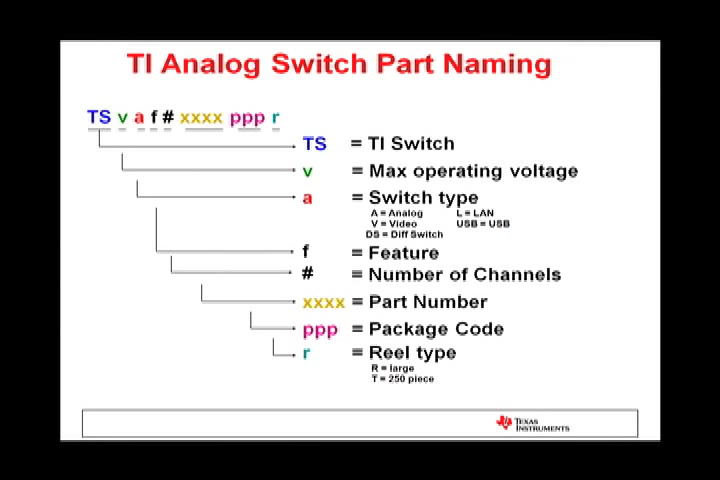 TI Analog Switch Part Naming
TS v a f # xxxx ppp r
TS = TI Switch
v = Max operating voltage
a = Switch type
A = Analog L = LAN
V = Video USB = USB
DS = Diff Switch
f = Feature
# = Number of Channels
xxxx = Part Number
ppp = Package Code
r = Reel type
R = large
T = 250 piece
TEXAS
INSTRUMENTS